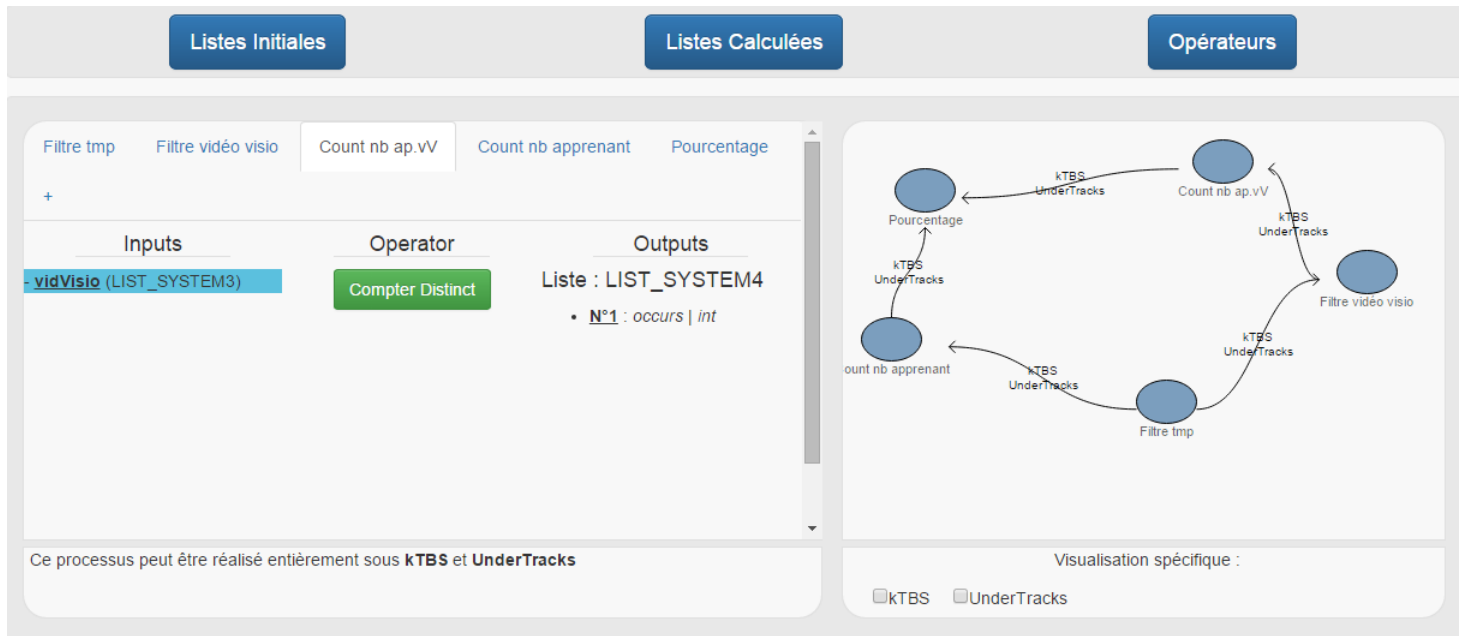 Listes Initiales
Listes Calculées
Opérateurs
Filtre tmp
Filtre vidéo visio
Count nb ap.vV
Count nb apprenant
Pourcentage
+
Inputs
Operator
Outputs
- vidVisio (LIST_SYSTEM3)
Compter Distinct
Liste : LIST_SYSTEM4
• N°1 : occurs | int
Ce processus peut être réalisé entièrement sous kTBS et UnderTracks
Count nb ap.vV
kTBS
UnderTracks
Pourcentage
kTBS
UnderTracks
kTBS
UnderTracks
Filtre vidéo visio
ount nb apprenant
kTBS
UnderTracks
kTBS
UnderTracks
Filtre tmp
Visualisation spécifique :
kTBS
UnderTracks